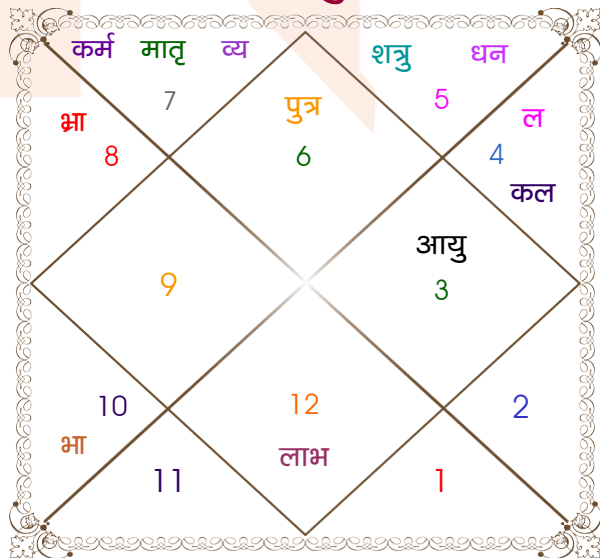 कर्म मातृ व्य शत्रु धन
7 पुत्र 5 ल
भ्रा 8 6 4
कल
आयु
9 3
10 12 2
भा लाभ
11 1